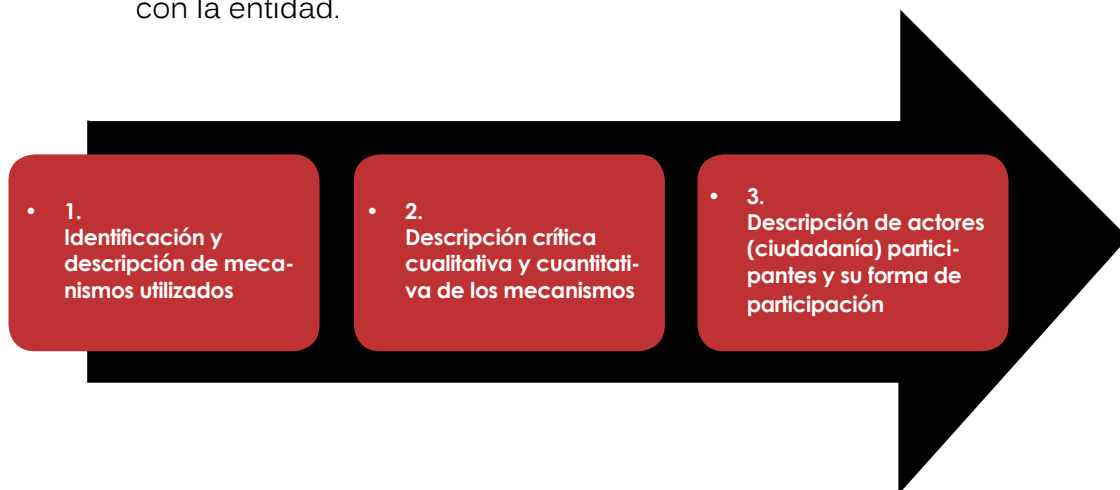 con la entidad.
• 1.
Identificación y
descripción de meca-
nismos utilizados
• 2.
Descripción crítica
cualitativa y cuantitati-
va de los mecanismos
• 3.
Descripción de actores
(ciudadanía) partici-
pantes y su forma de
participación